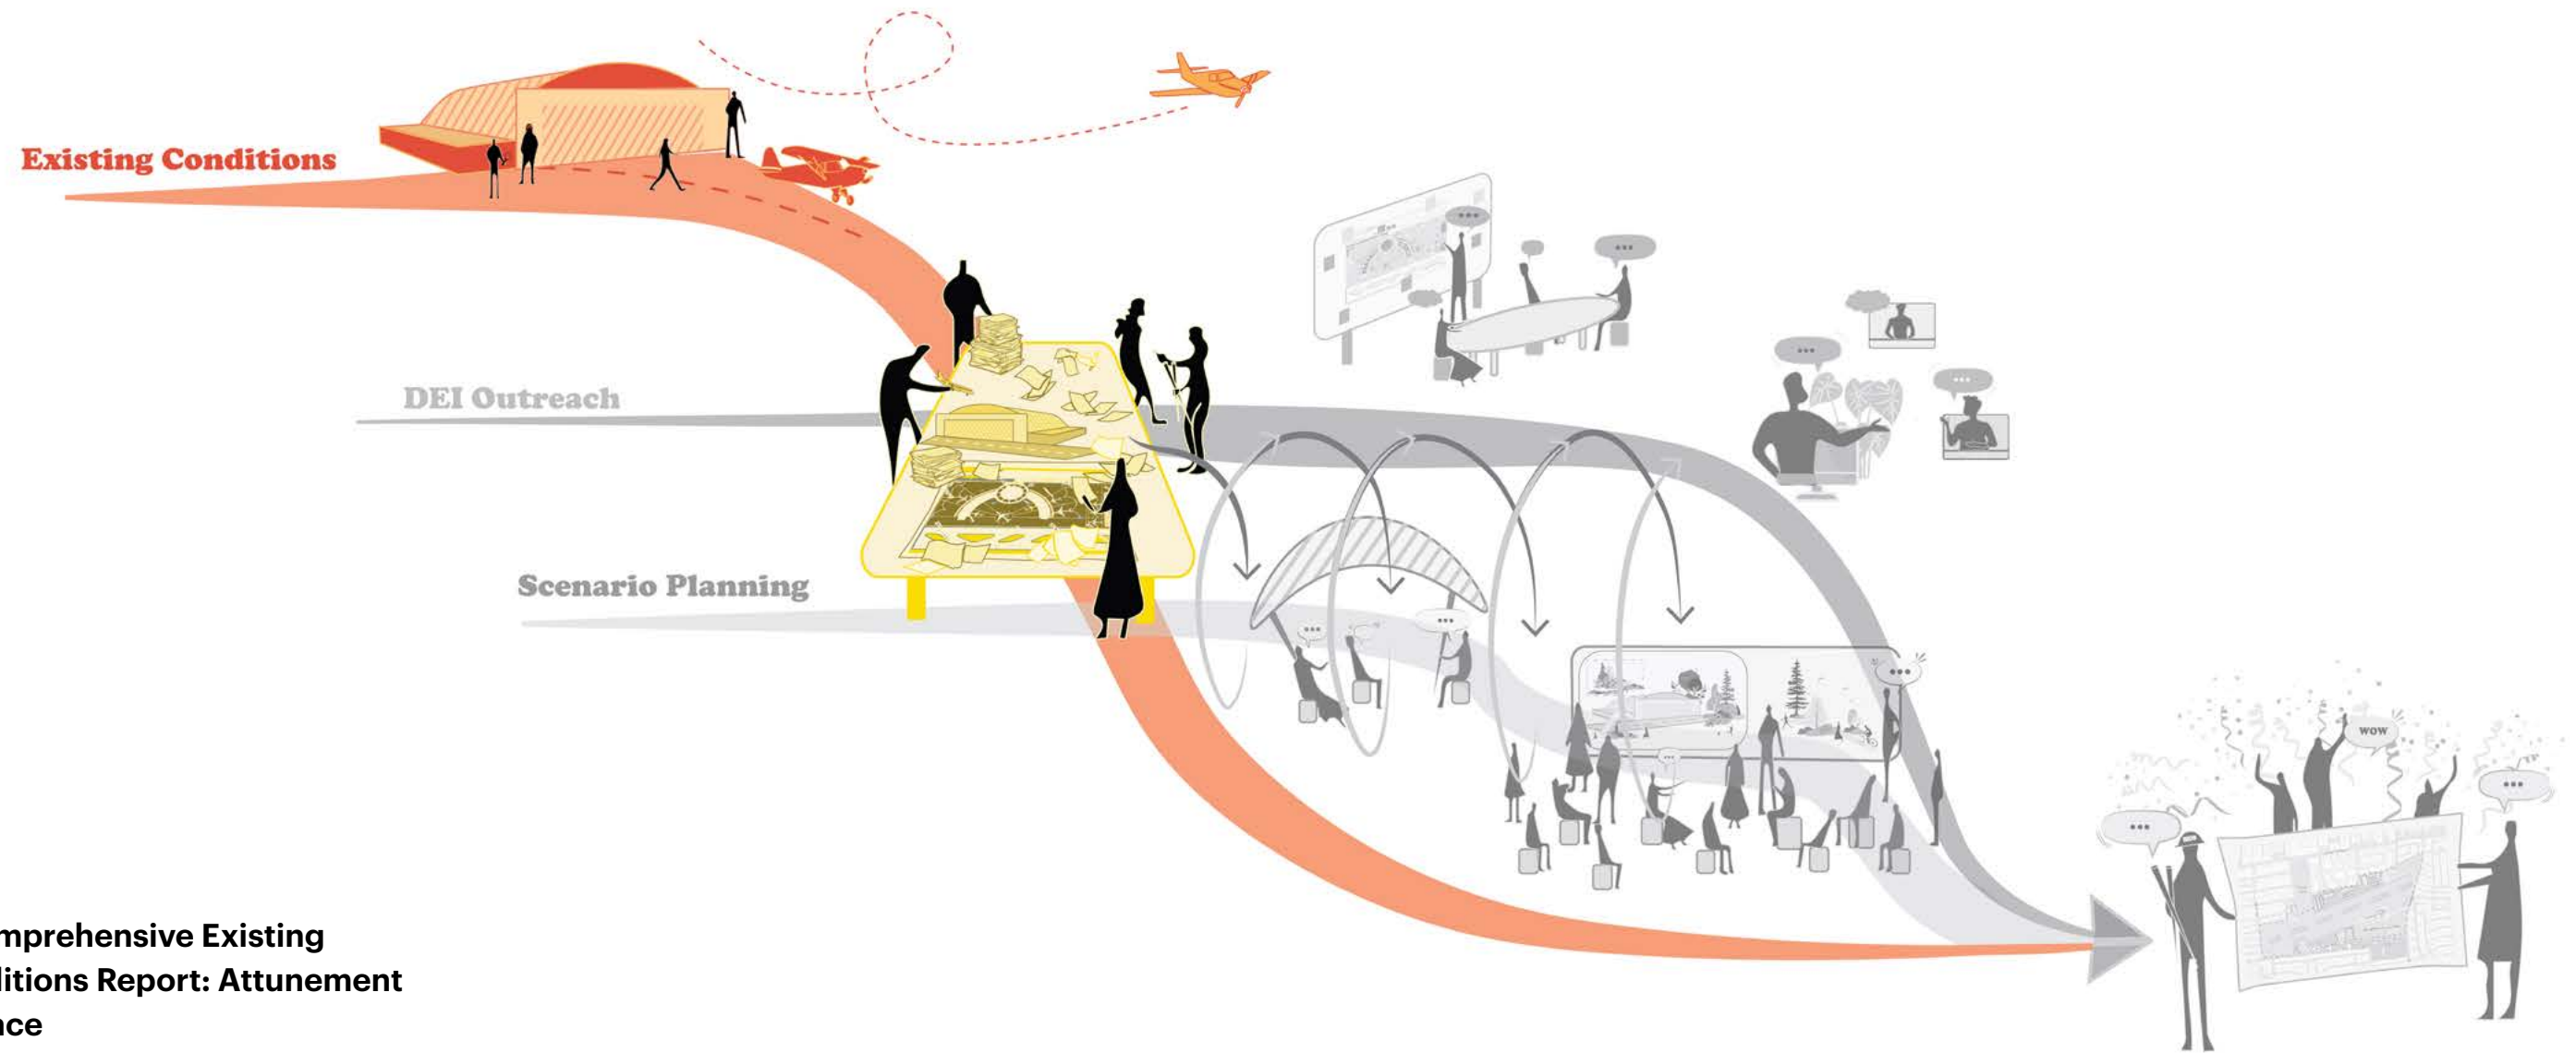 Existing Conditions
DEI Outreach
Scenario Planning
WOW
mprehensive Existing
litions Report: Attunement
nce